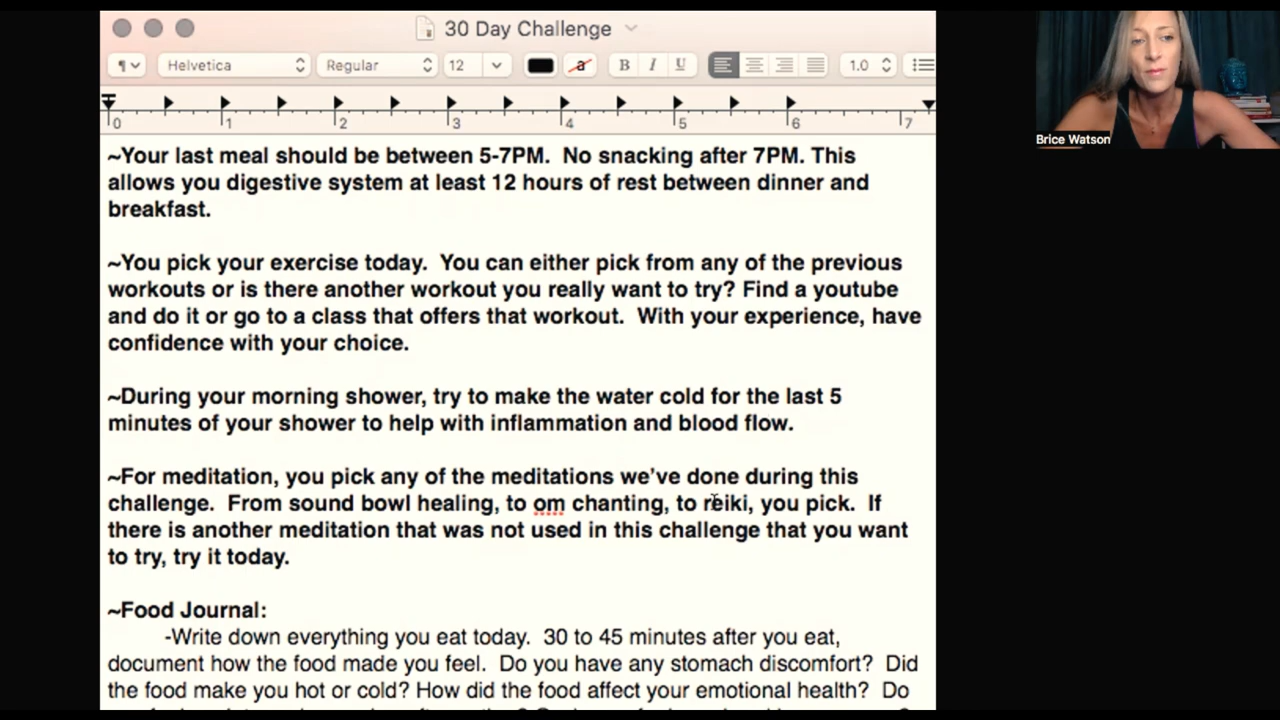 30 Day Challenge
Helvetica
Regular
12
a
B I U
1.0
0 1 2 3 4 5 6 7
Brice Watson
~Your last meal should be between 5-7PM.  No snacking after 7PM. This
allows you digestive system at least 12 hours of rest between dinner and
breakfast.
~You pick your exercise today.  You can either pick from any of the previous
workouts or is there another workout you really want to try? Find a youtube
and do it or go to a class that offers that workout.  With your experience, have
confidence with your choice.
~During your morning shower, try to make the water cold for the last 5
minutes of your shower to help with inflammation and blood flow.
~For meditation, you pick any of the meditations we’ve done during this
challenge.  From sound bowl healing, to om chanting, to reiki, you pick.  If
there is another meditation that was not used in this challenge that you want
to try, try it today.
~Food Journal:
-Write down everything you eat today.  30 to 45 minutes after you eat,
document how the food made you feel.  Do you have any stomach discomfort?  Did
the food make you hot or cold? How did the food affect your emotional health?  Do